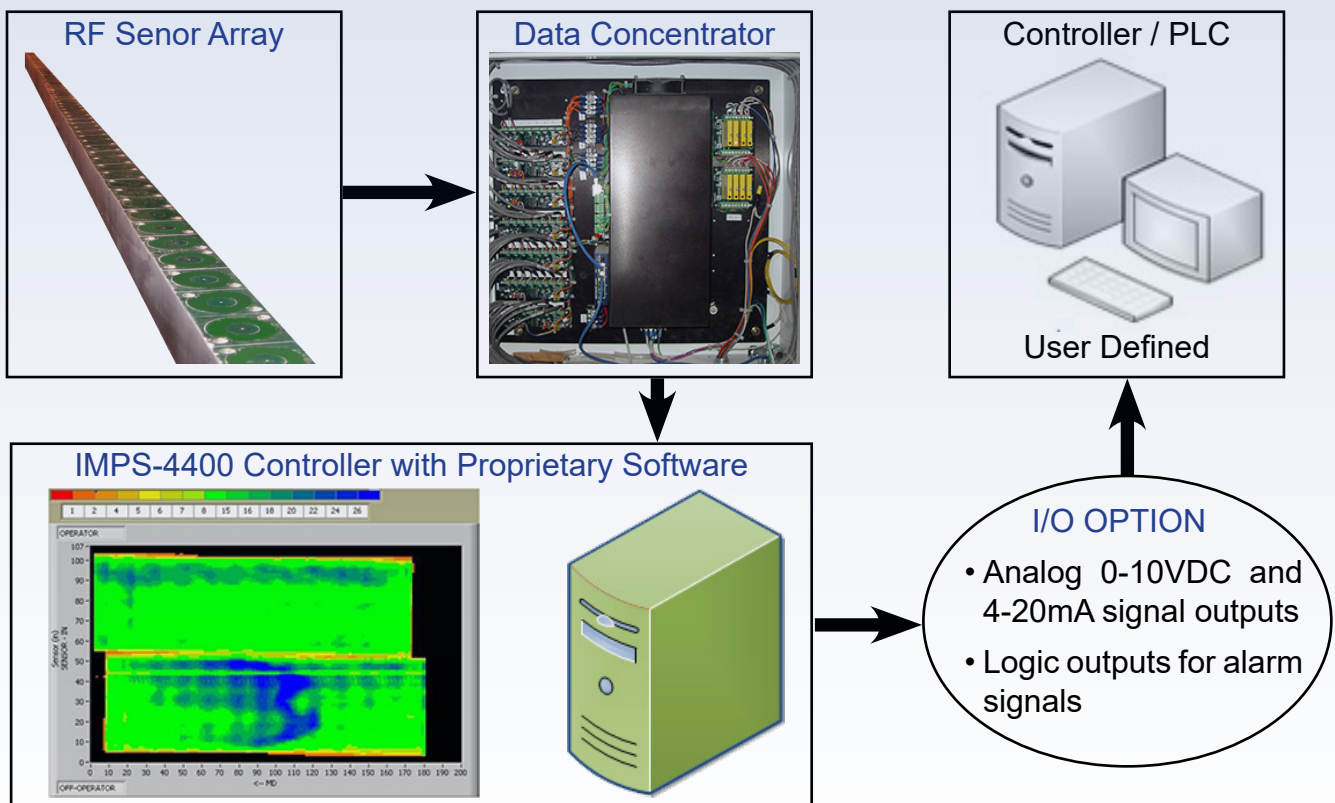 RF Senor Array
Data Concentrator
Controller / PLC
User Defined
IMPS-4400 Controller with Proprietary Software
1 2 4 5 6 7 8 15 16 18 20 22 24 26
OPERATOR
107
100
90
80
70
60
50
40
30
20
10
0
Sensor (in)
SENSOR - IN
0 10 20 30 40 50 60 70 80 90 100 110 120 130 140 150 160 170 180 190 200
<-- MD
OFF-OPERATOR
I/O OPTION
• Analog 0-10VDC and
4-20mA signal outputs
• Logic outputs for alarm
signals